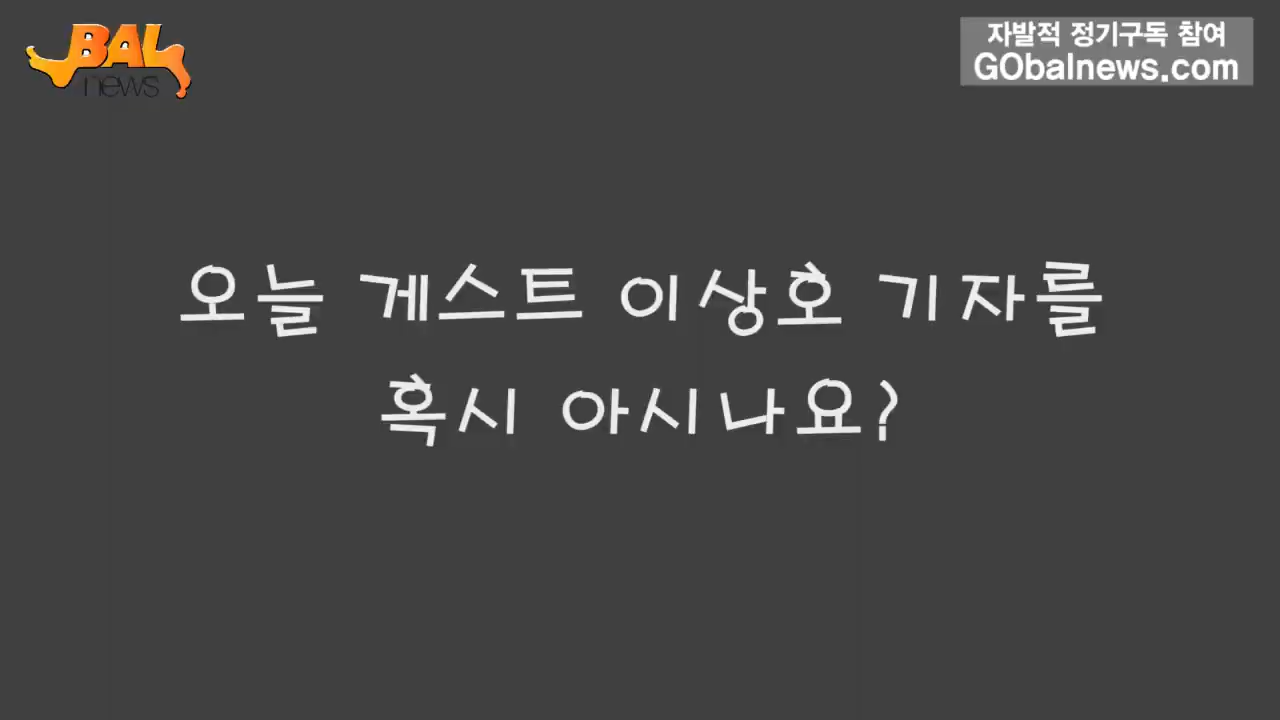 BAL
news
자발적 정기구독 참여
GObalnews.com
오늘 게스트 이상호 기자를
혹시 아시나요?